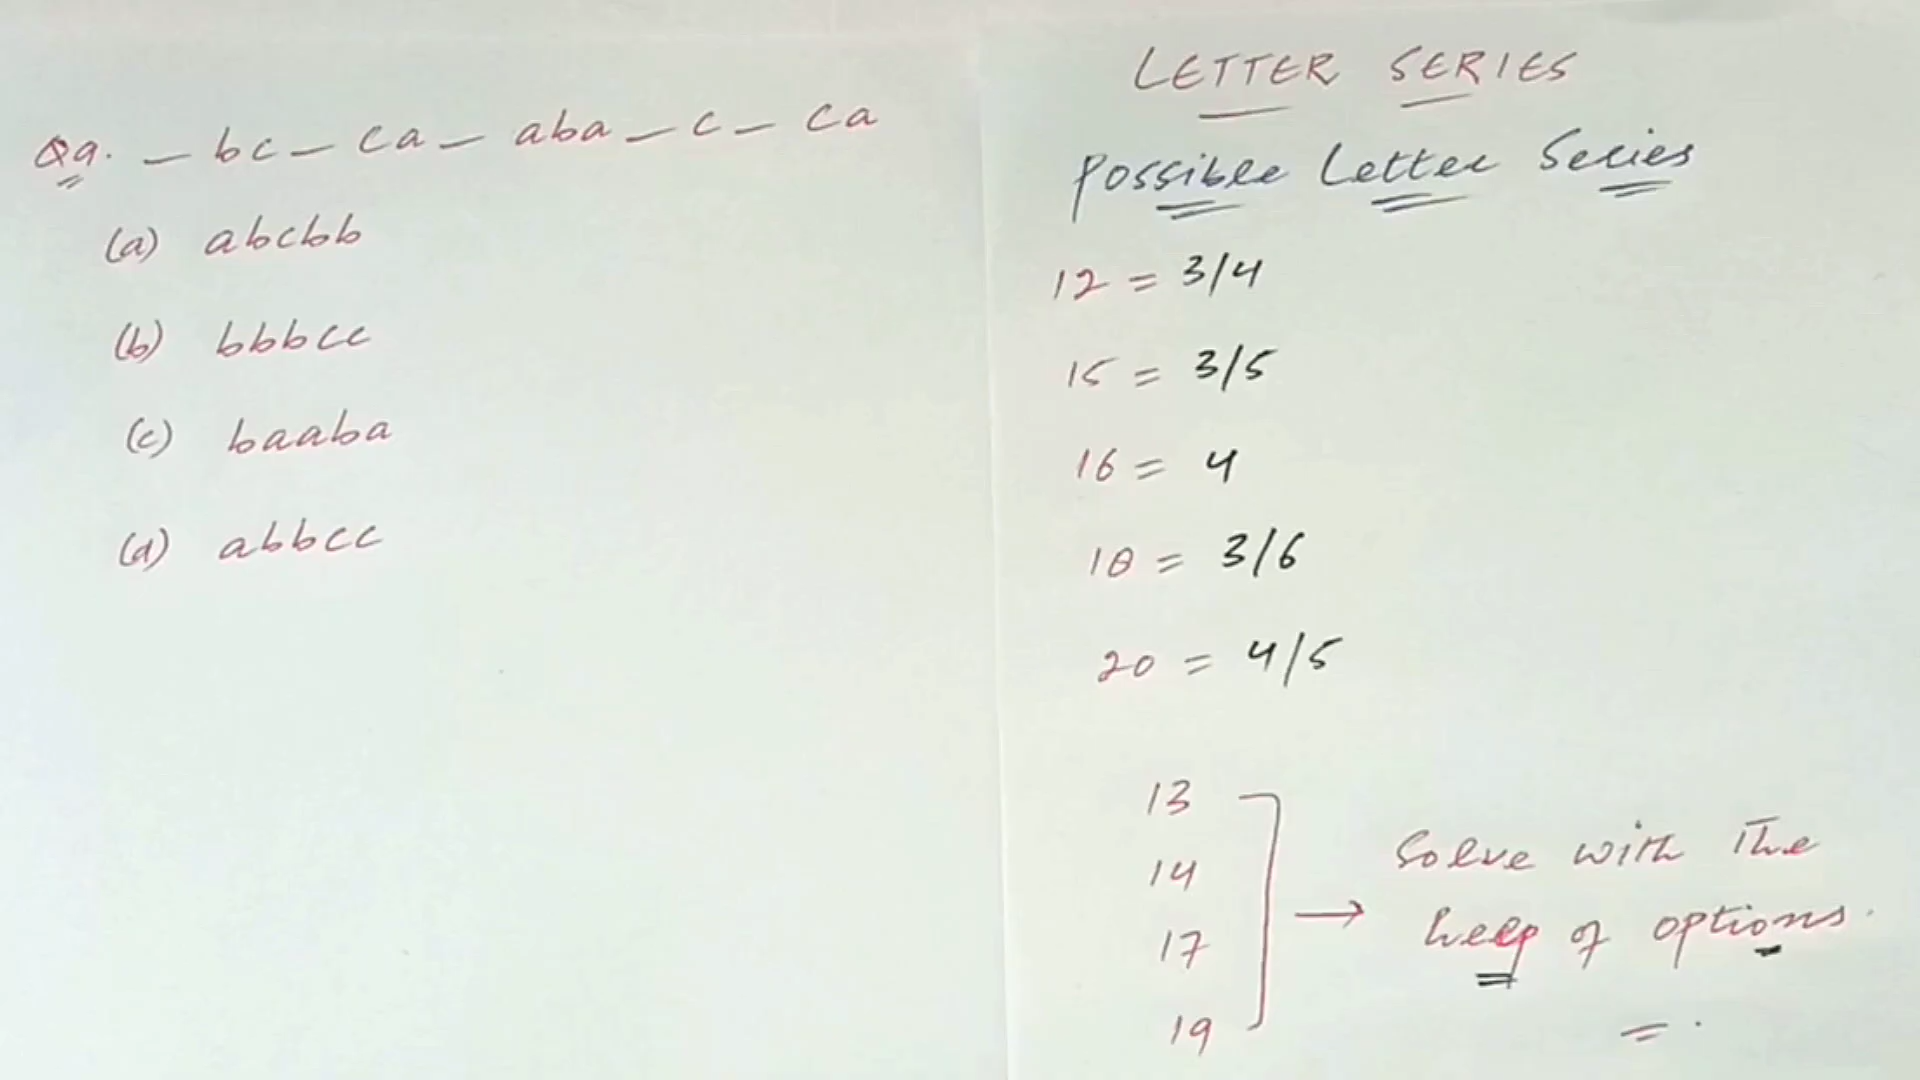 Q9. _ bc _ ca _ aba _ c _ ca
(a) abcbb
(b) bbbcc
(c) baaba
(d) abbcc
LETTER SERIES
Possible Letter Series
12 = 3/4
15 = 3/5
16 = 4
18 = 3/6
20 = 4/5
13
14
17
19
→ Solve with The
help of options.